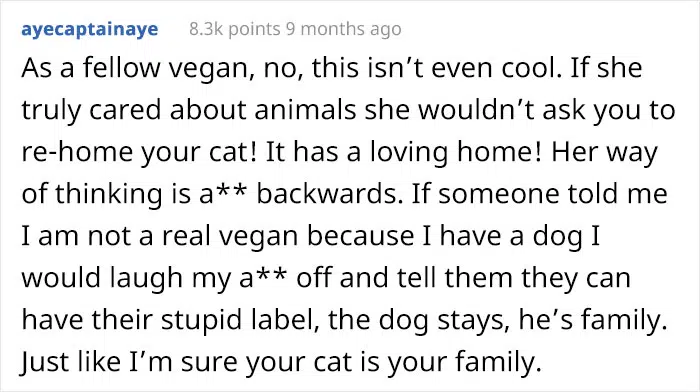 ayecaptainaye 8.3k points 9 months ago
As a fellow vegan, no, this isn’t even cool. If she
truly cared about animals she wouldn’t ask you to
re-home your cat! It has a loving home! Her way
of thinking is a** backwards. If someone told me
I am not a real vegan because I have a dog I
would laugh my a** off and tell them they can
have their stupid label, the dog stays, he’s family.
Just like I’m sure your cat is your family.